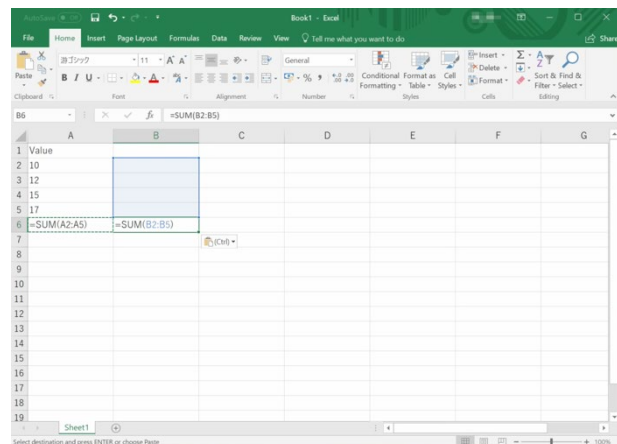 AutoSave
Book1 - Excel
File Home Insert Page Layout Formulas Data Review View Tell me what you want to do Share
Paste
游ゴシック 11 A A
General
Conditional Formatting Format as Table Cell Styles
Insert
Delete
Format
Sort & Filter Find & Select
B I U A
% ,
Clipboard Font Alignment Number Styles Cells Editing
B6 fx =SUM(B2:B5)
A B C D E F G
1 Value
2 10
3 12
4 15
5 17
6 =SUM(A2:A5) =SUM(B2:B5)
7 (Ctrl)
8
9
10
11
12
13
14
15
16
17
18
19
Sheet1
Select destination and press ENTER or choose Paste 100%